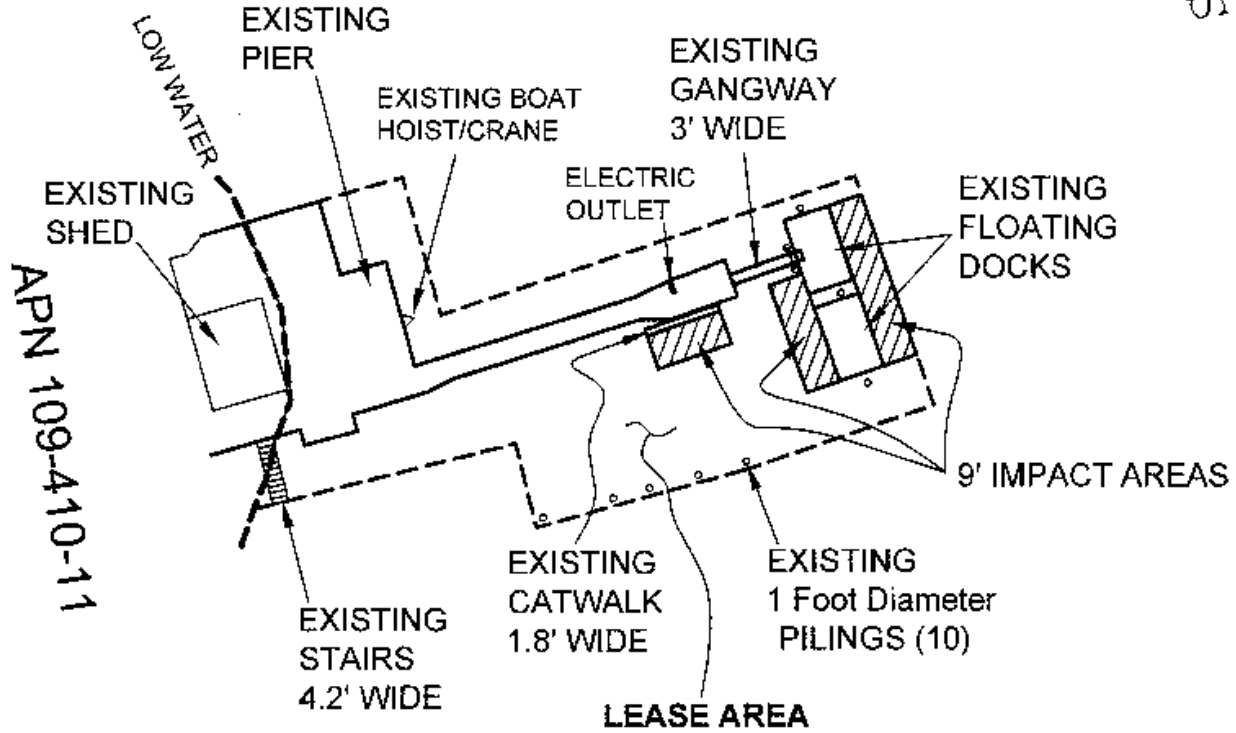 EXISTING
PIER
LOW WATER
EXISTING BOAT
HOIST/CRANE
EXISTING
GANGWAY
3' WIDE
ELECTRIC
OUTLET
EXISTING
SHED
EXISTING
FLOATING
DOCKS
APN 109-410-11
9' IMPACT AREAS
EXISTING
STAIRS
4.2' WIDE
EXISTING
CATWALK
1.8' WIDE
EXISTING
1 Foot Diameter
PILINGS (10)
LEASE AREA